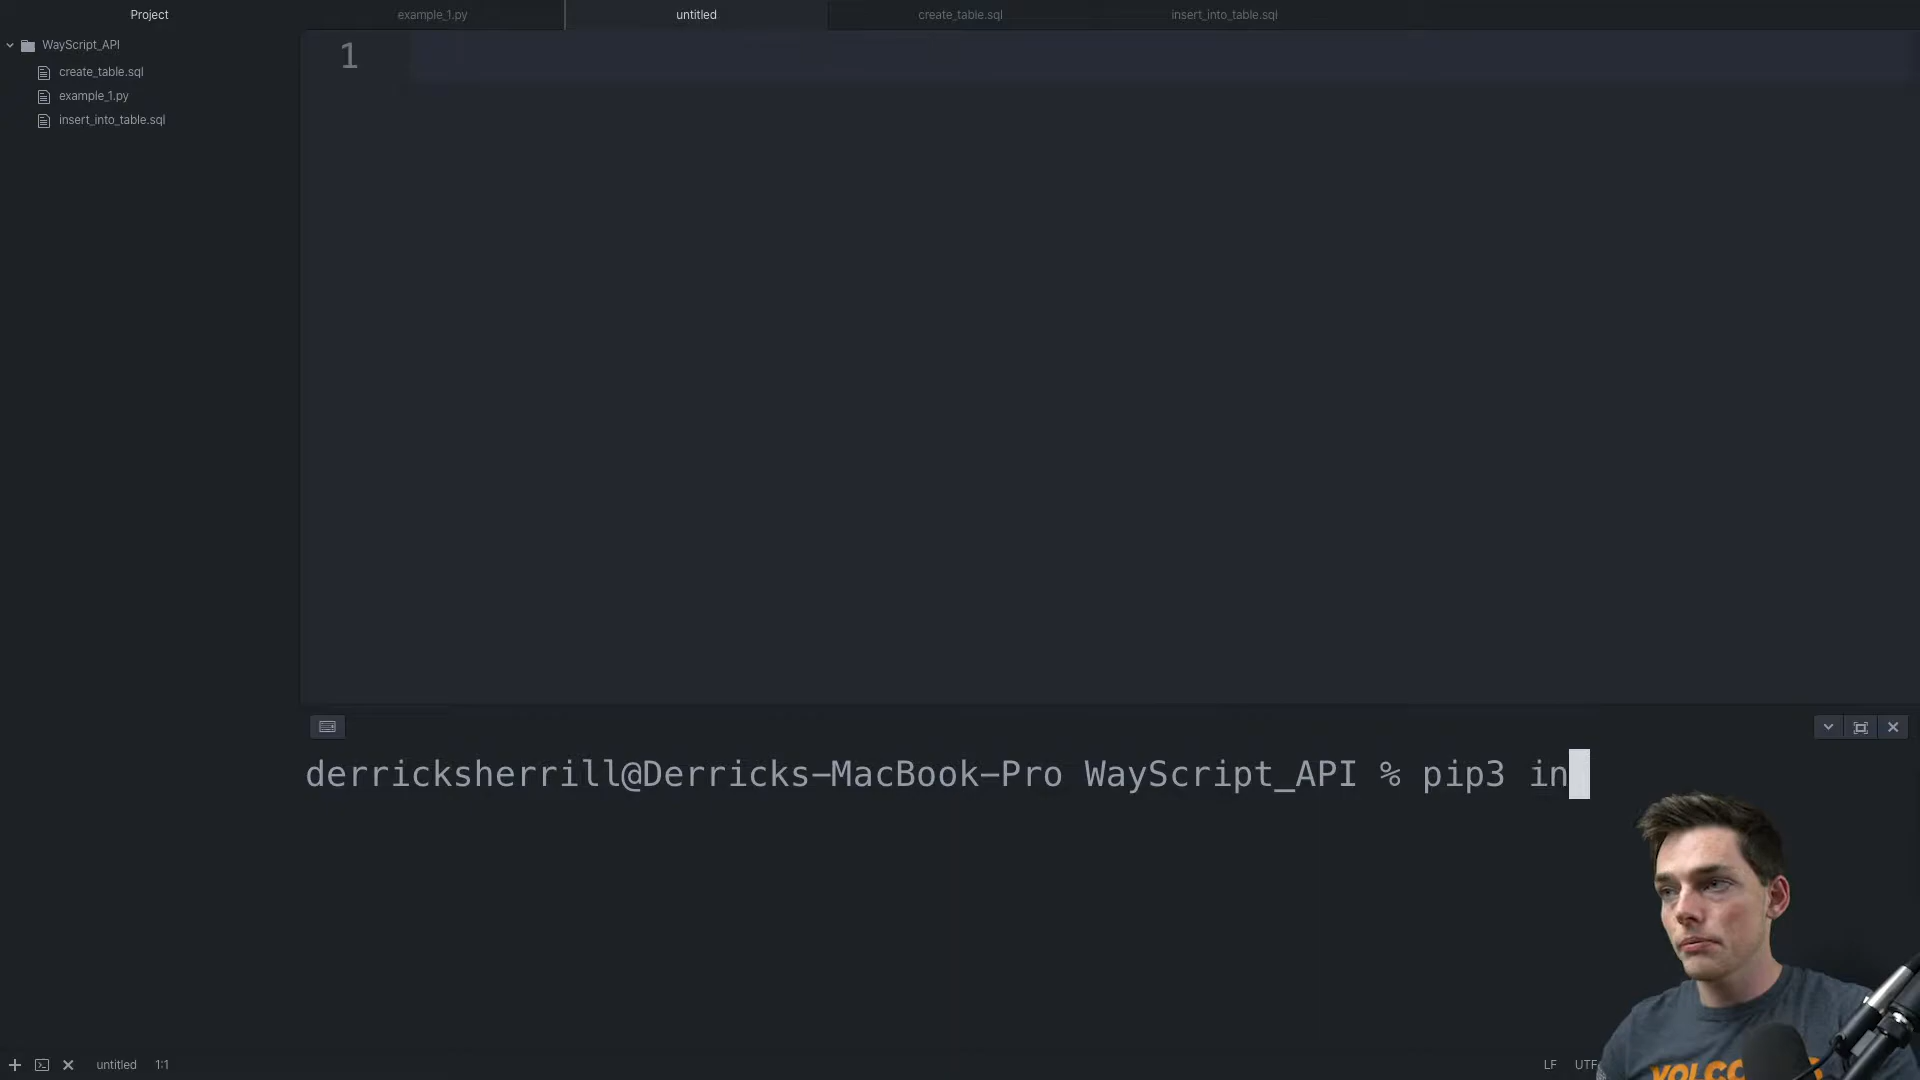 Project
example_1.py
untitled
create_table.sql
insert_into_table.sql
WayScript_API
create_table.sql
example_1.py
insert_into_table.sql
1
derricksherrill@Derricks-MacBook-Pro WayScript_API % pip3 in
untitled
1:1
LF
UTF